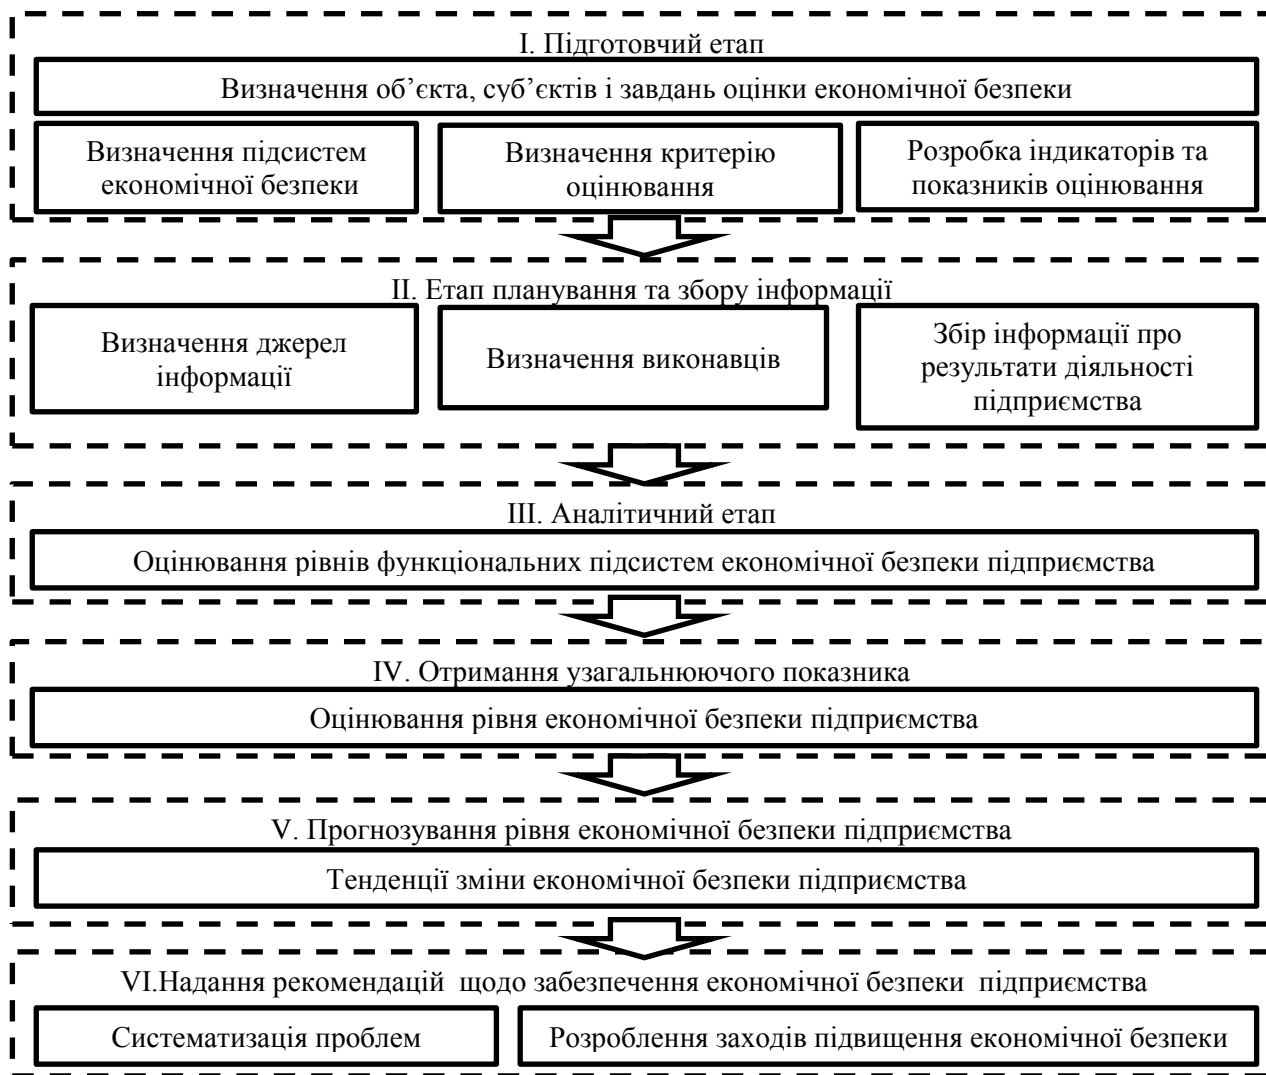 I. Підготовчий етап
Визначення об’єкта, суб’єктів і завдань оцінки економічної безпеки
Визначення підсистем
економічної безпеки
Визначення критерію
оцінювання
Розробка індикаторів та
показників оцінювання
II. Етап планування та збору інформації
Визначення джерел
інформації
Визначення виконавців
Збір інформації про
результати діяльності
підприємства
III. Аналітичний етап
Оцінювання рівнів функціональних підсистем економічної безпеки підприємства
IV. Отримання узагальнюючого показника
Оцінювання рівня економічної безпеки підприємства
V. Прогнозування рівня економічної безпеки підприємства
Тенденції зміни економічної безпеки підприємства
VI.Надання рекомендацій щодо забезпечення економічної безпеки підприємства
Систематизація проблем
Розроблення заходів підвищення економічної безпеки